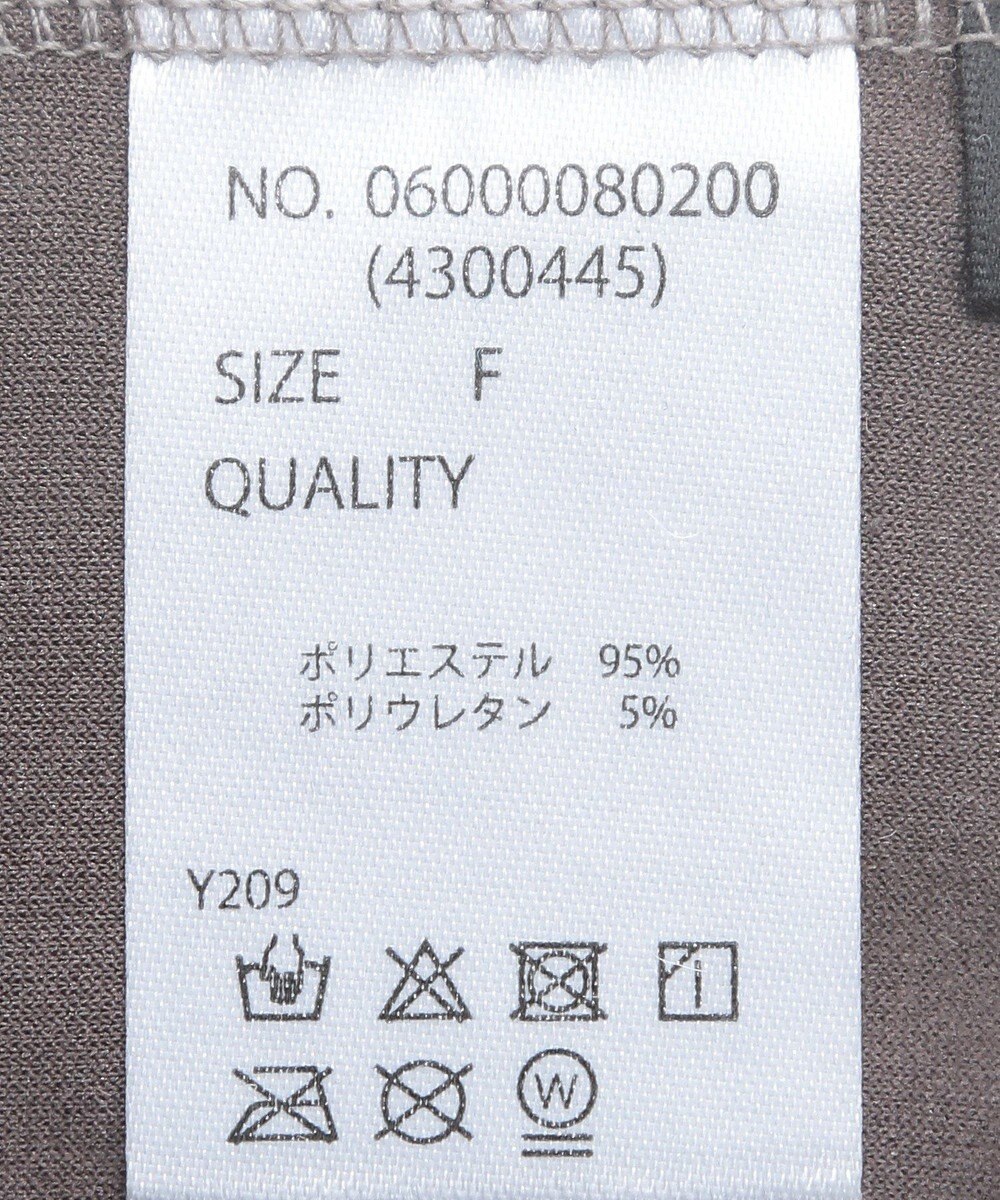 NO. 06000080200
(4300445)
SIZE F
QUALITY
ポリエステル 95%
ポリウレタン 5%
Y209
W